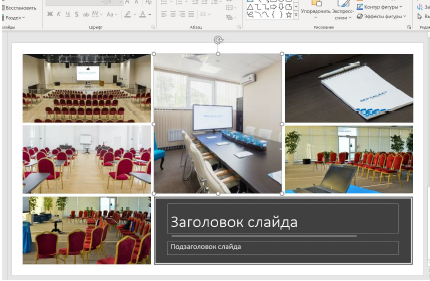 Восстановить
Раздел
Ж К Ч S
Шрифт
Абзац
Упорядочить
Экспресс-
стили
Контур фигуры
Эффекты фигуры
Рисование
Заголовок слайда
Подзаголовок слайда